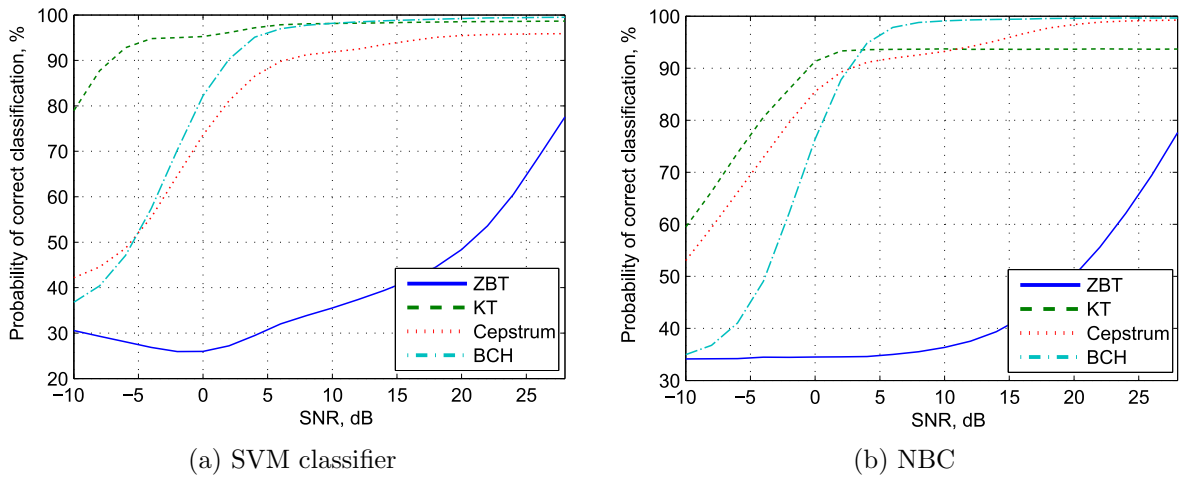 Probability of correct classification, %
100
90
80
70
60
50
40
30
20
−10 −5 0 5 10 15 20 25
SNR, dB
ZBT
KT
Cepstrum
BCH
(a) SVM classifier
Probability of correct classification, %
100
90
80
70
60
50
40
30
−10 −5 0 5 10 15 20 25
SNR, dB
ZBT
KT
Cepstrum
BCH
(b) NBC